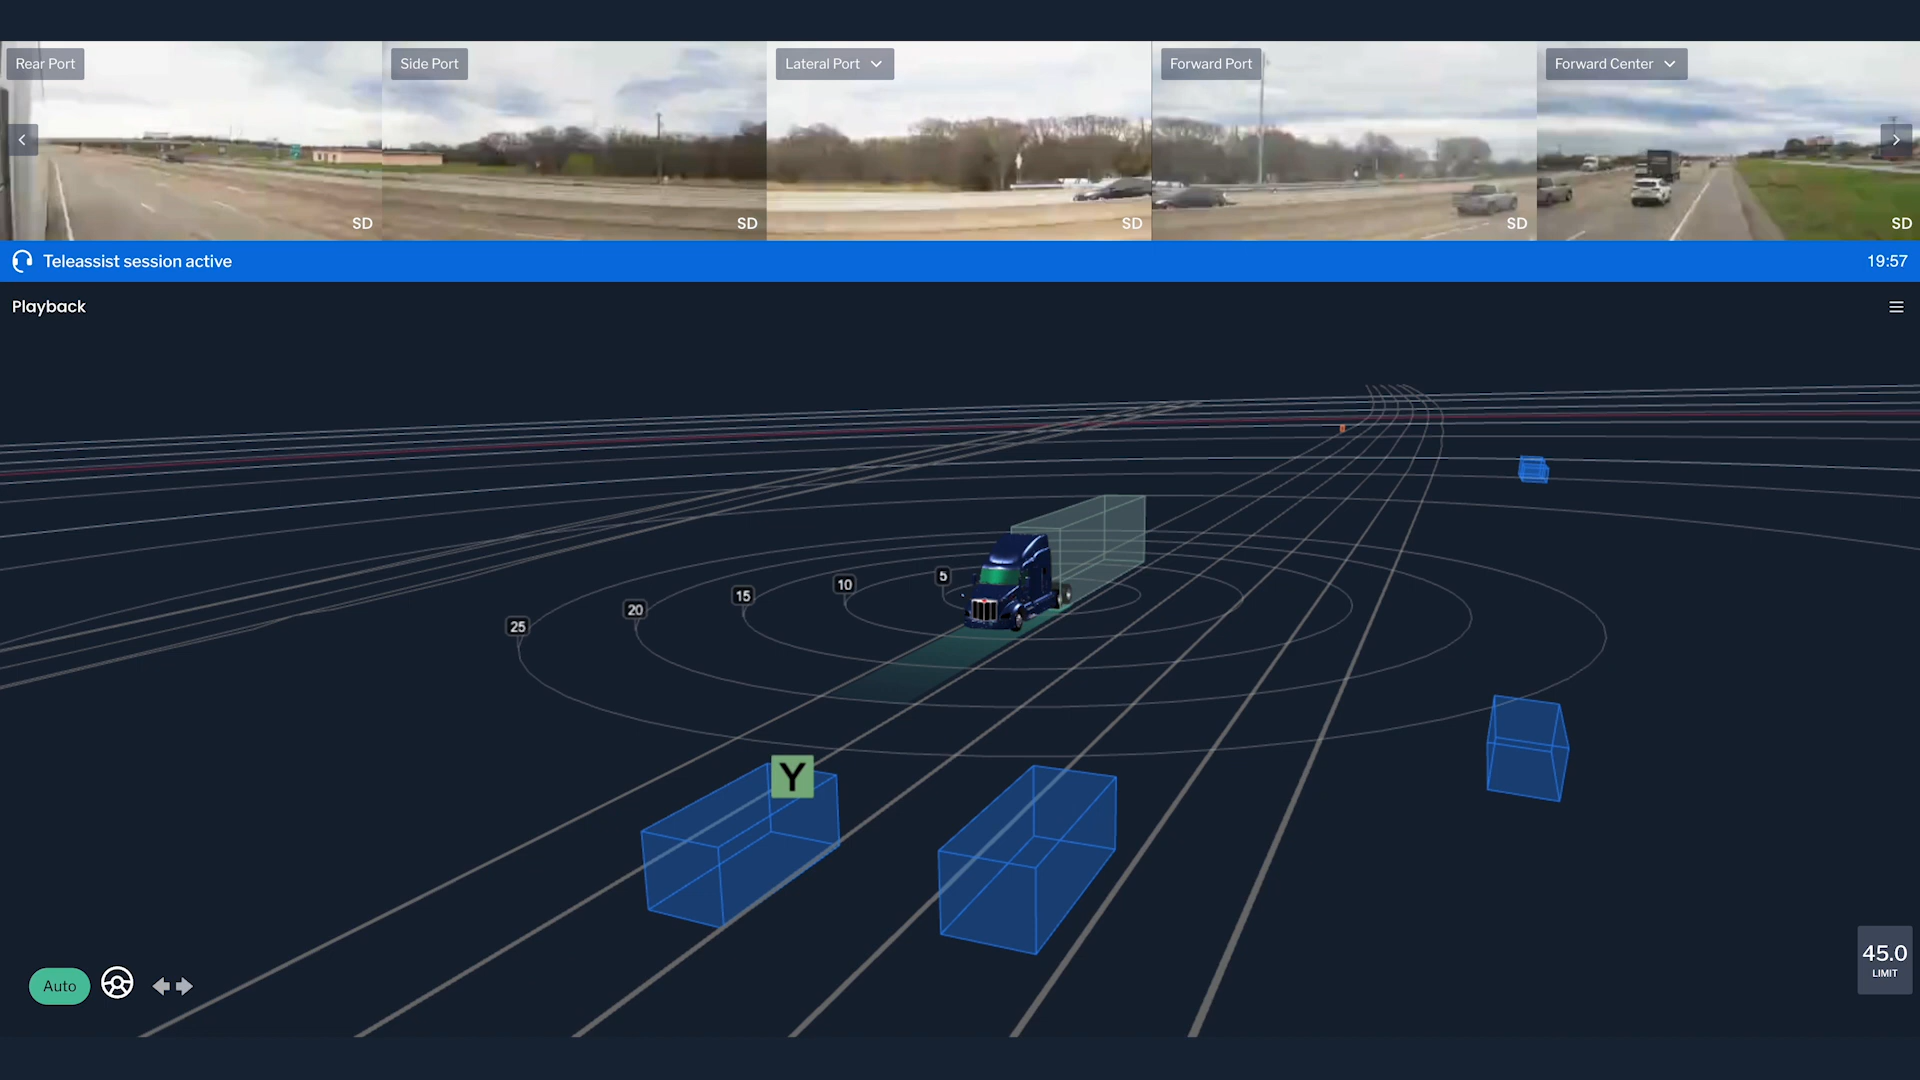 Rear Port
Side Port
Lateral Port
Forward Port
Forward Center
SD
SD
SD
SD
SD
Teleassist session active
19:57
Playback
5
10
15
20
25
Y
Auto
45.0
LIMIT